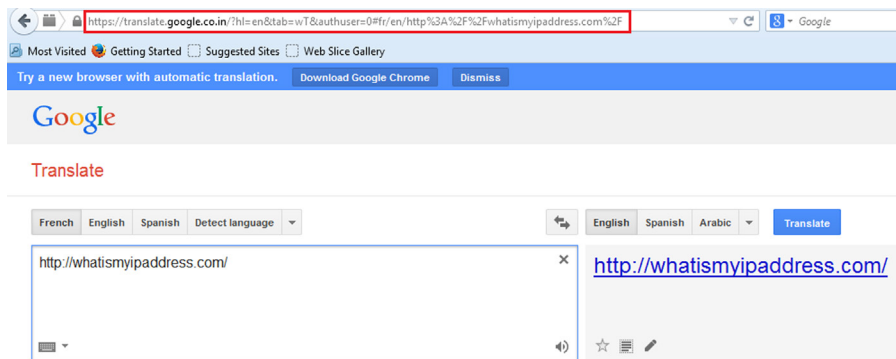 https://translate.google.co.in/?hl=en&tab=wT&authuser=0#fr/en/http%3A%2F%2Fwhatismyipaddress.com%2F Google
Most Visited Getting Started Suggested Sites Web Slice Gallery
Try a new browser with automatic translation. Download Google Chrome Dismiss
Google
Translate
French English Spanish Detect language English Spanish Arabic Translate
http://whatismyipaddress.com/ http://whatismyipaddress.com/